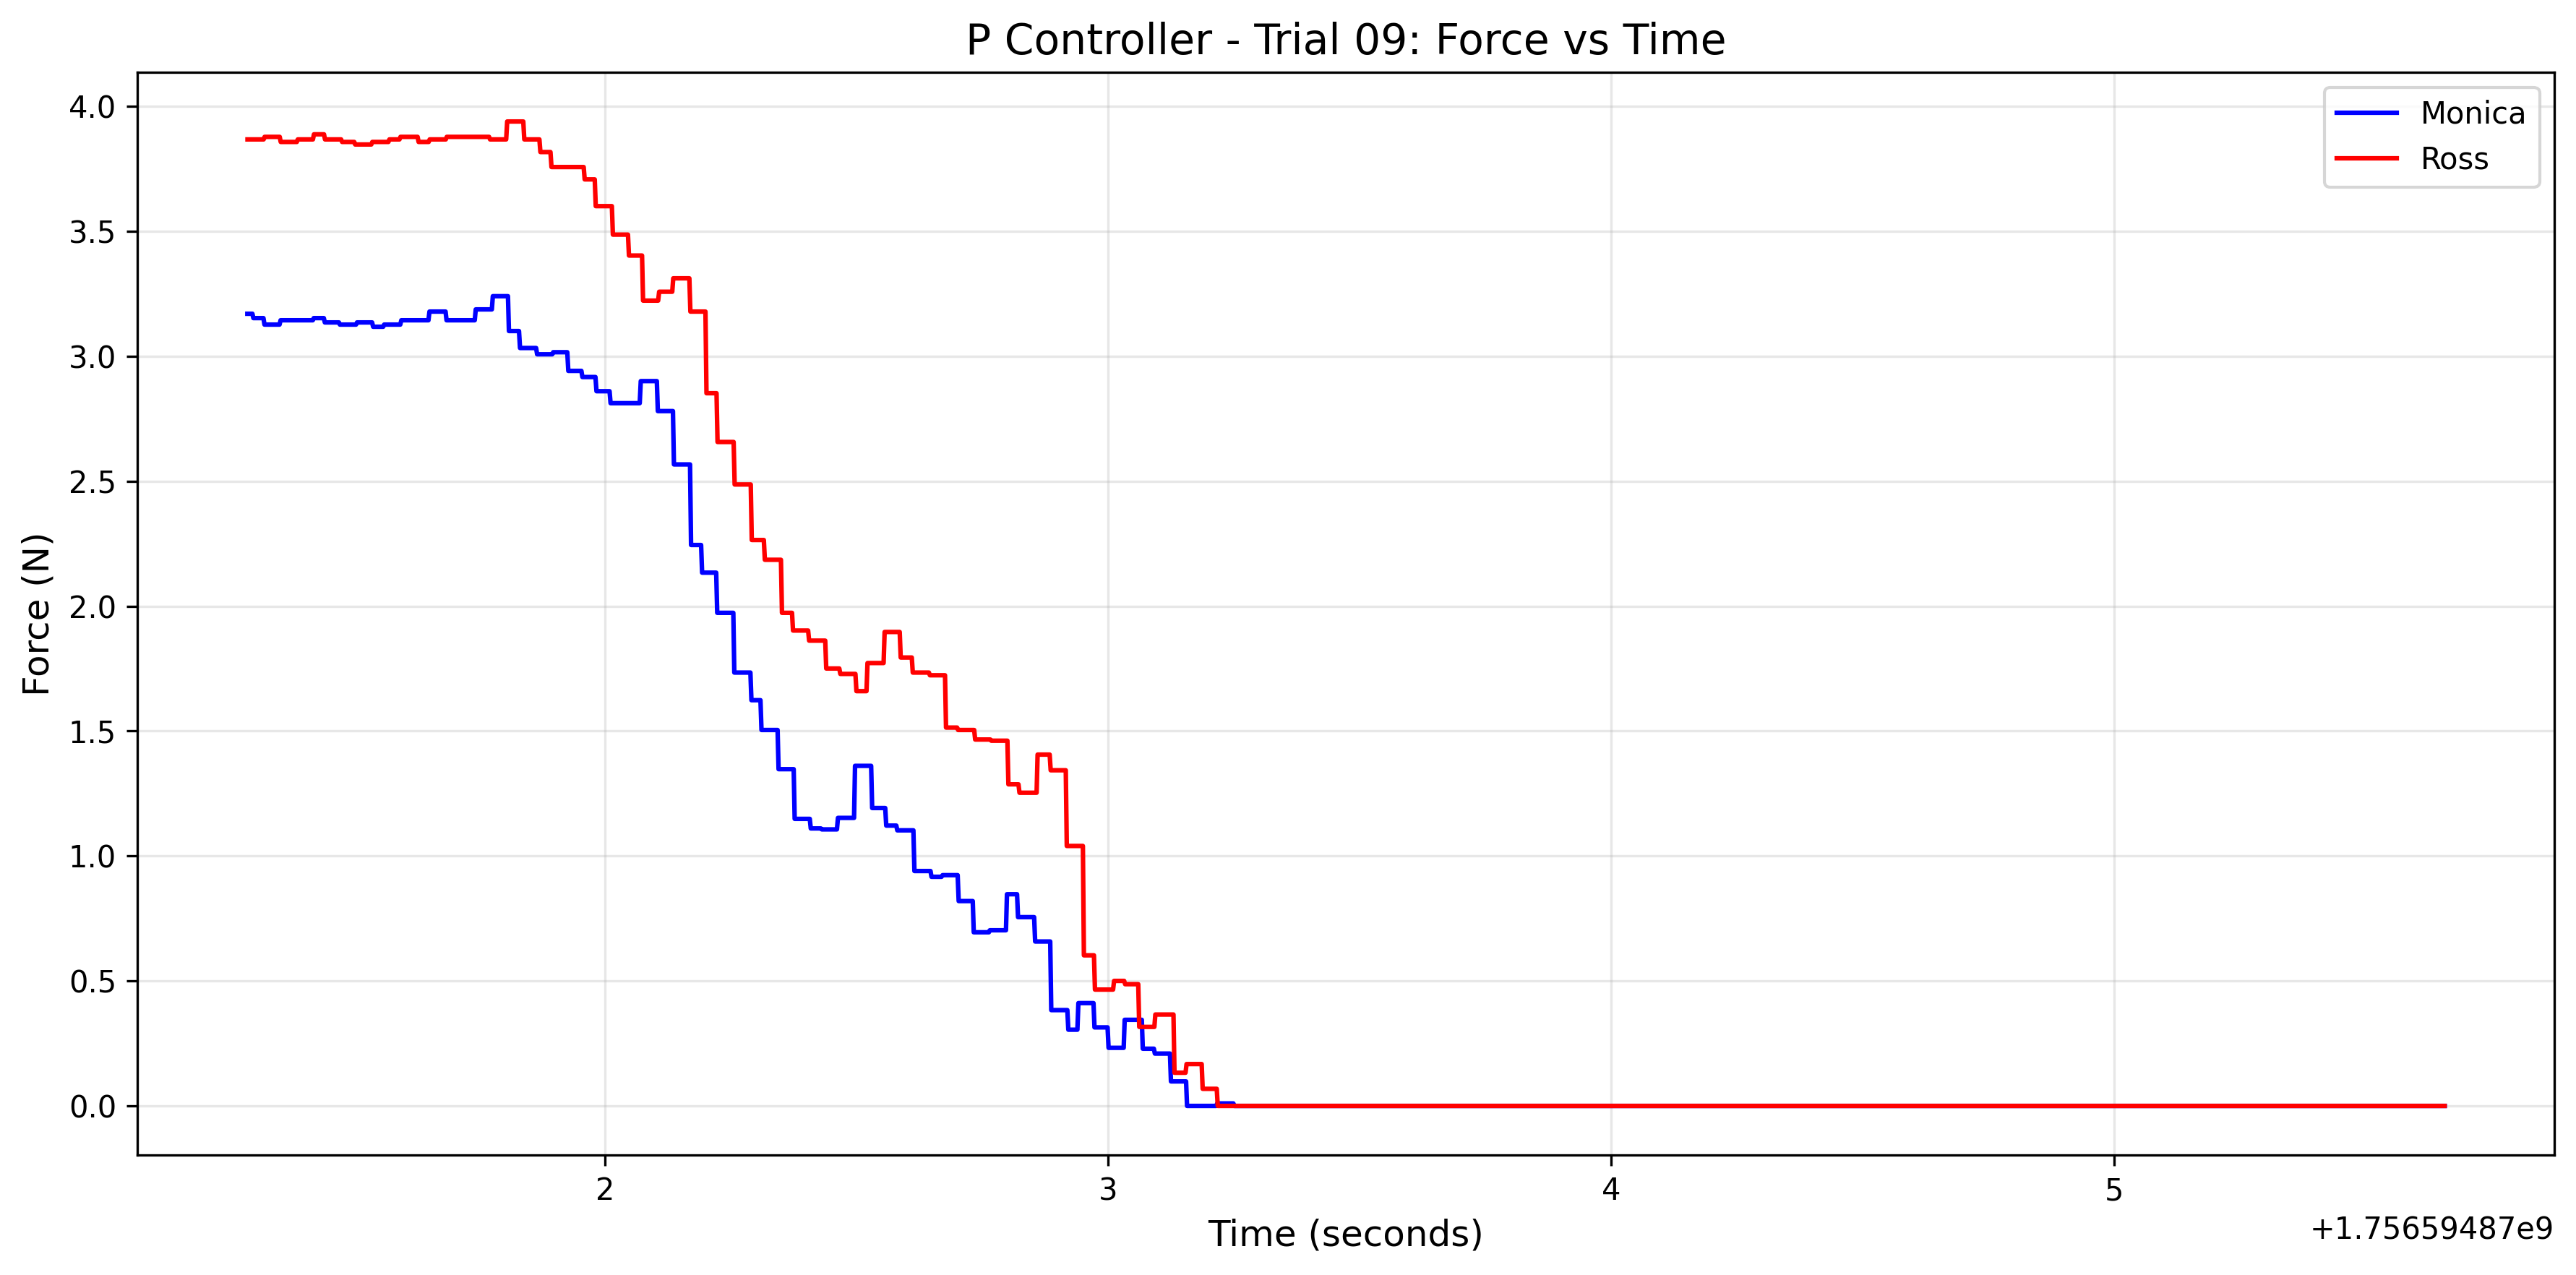 P Controller - Trial 09: Force vs Time
Monica
Ross
Force (N)
4.0
3.5
3.0
2.5
2.0
1.5
1.0
0.5
0.0
2
3
4
5
Time (seconds)
+1.75659487e9